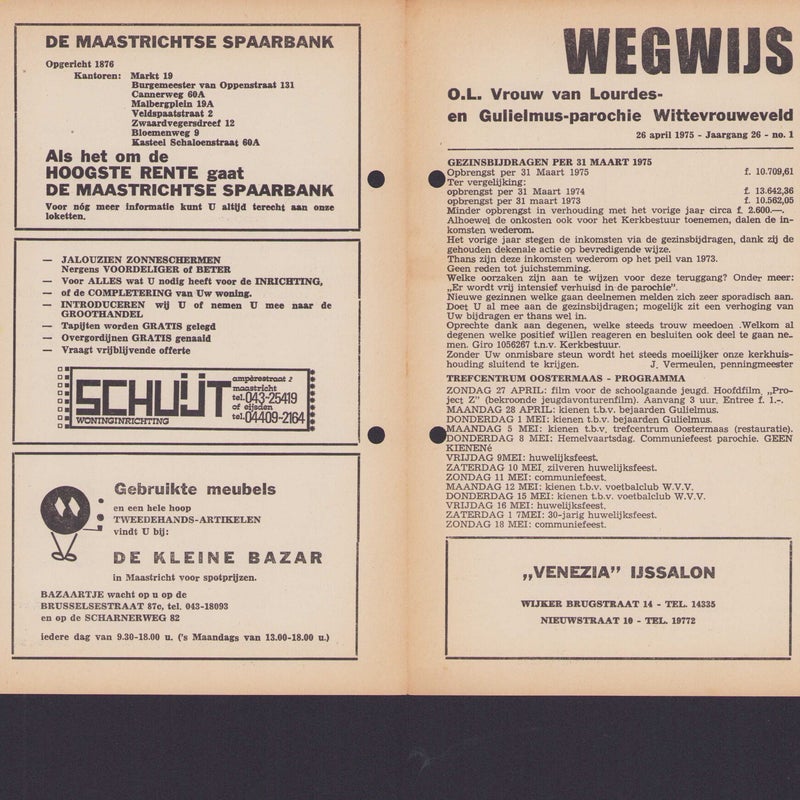 DE MAASTRICHTSE SPAARBANK
Opgericht 1876
Kantoren: Markt 19
Burgemeester van Oppenstraat 131
Cannerweg 60A
Malbergplein 19A
Veldspaatstraat 2
Zwaardvegersdreef 12
Bloemenweg 9
Kasteel Schaloenstraat 60A
Als het om de
HOOGSTE RENTE gaat
DE MAASTRICHTSE SPAARBANK
Voor nóg meer informatie kunt U altijd terecht aan onze
loketten.
— JALOUZIEN ZONNESCHERMEN
Nergens VOORDELIGER of BETER
— Voor ALLES wat U nodig heeft voor de INRICHTING,
— of de COMPLETERING van Uw woning.
— INTRODUCEREN wij U of nemen U mee naar de
GROOTHANDEL
— Tapijten worden GRATIS gelegd
— Overgordijnen GRATIS genaaid
— Vraagt vrijblijvende offerte
SCHUIJT
WONINGINRICHTING
ampèrestraat 2
maastricht
tel.043-25419
of eijsden
tel.04409-2164
Gebruikte meubels
en een hele hoop
TWEEDEHANDS-ARTIKELEN
vindt U bij:
DE KLEINE BAZAR
in Maastricht voor spotprijzen.
BAZAARTJE wacht op u op de
BRUSSELSESTRAAT 87c, tel. 043-18093
en op de SCHARNERWEG 82
iedere dag van 9.30-18.00 u. ('s Maandags van 13.00-18.00 u.)
WEGWIJS
O.L. Vrouw van Lourdes-
en Gulielmus-parochie Wittevrouweveld
26 april 1975 - Jaargang 26 - no. 1
GEZINSBIJDRAGEN PER 31 MAART 1975
Opbrengst per 31 Maart 1975 f. 10.709,61
Ter vergelijking:
opbrengst per 31 Maart 1974 f. 13.642,36
opbrengst per 31 maart 1973 f. 10.562,05
Minder opbrengst in verhouding met het vorige jaar circa f. 2.600.—.
Alhoewel de onkosten ook voor het Kerkbestuur toenemen, dalen de in-
komsten wederom.
Het vorige jaar stegen de inkomsten via de gezinsbijdragen, dank zij de
gehouden dekenale actie op bevredigende wijze.
Thans zijn deze inkomsten wederom op het peil van 1973.
Geen reden tot juichstemming.
Welke oorzaken zijn aan te wijzen voor deze teruggang? Onder meer:
„Er wordt vrij intensief verhuisd in de parochie".
Nieuwe gezinnen welke gaan deelnemen melden zich zeer sporadisch aan.
Doet U al mee aan de gezinsbijdragen; mogelijk zit een verhoging van
Uw bijdragen er thans wel in.
Oprechte dank aan degenen, welke steeds trouw meedoen .Welkom al
degenen welke positief willen reageren en besluiten ook deel te gaan ne-
men. Giro 1056267 t.n.v. Kerkbestuur.
Zonder Uw onmisbare steun wordt het steeds moeilijker onze kerkhuis-
houding sluitend te krijgen. J. Vermeulen, penningmeester
TREFCENTRUM OOSTERMAAS - PROGRAMMA
ZONDAG 27 APRIL: film voor de schoolgaande jeugd. Hoofdfilm „Pro-
ject Z" (bekroonde jeugdavonturenfilm). Aanvang 3 uur. Entree f. 1.-.
MAANDAG 28 APRIL: kienen t.b.v. bejaarden Gulielmus.
DONDERDAG 1 MEI: kienen t.b.v. bejaarden Gulielmus.
MAANDAG 5 MEI: kienen t.b.v. trefcentrum Oostermaas (restauratie).
DONDERDAG 8 MEI: Hemelvaartsdag. Communiefeest parochie. GEEN
KIENENé
VRIJDAG 9MEI: huwelijksfeest.
ZATERDAG 10 MEI, zilveren huwelijksfeest.
ZONDAG 11 MEI: communiefeest.
MAANDAG 12 MEI: kienen t.b.v. voetbalclub W.V.V.
DONDERDAG 15 MEI: kienen t.b.v. voetbalclub W.V.V.
VRIJDAG 16 MEI: huwelijksfeest.
ZATERDAG 1 7MEI: 30-jarig huwelijksfeest.
ZONDAG 18 MEI: communiefeest.
„VENEZIA" IJSSALON
WIJKER BRUGSTRAAT 14 - TEL. 14335
NIEUWSTRAAT 10 - TEL. 19772